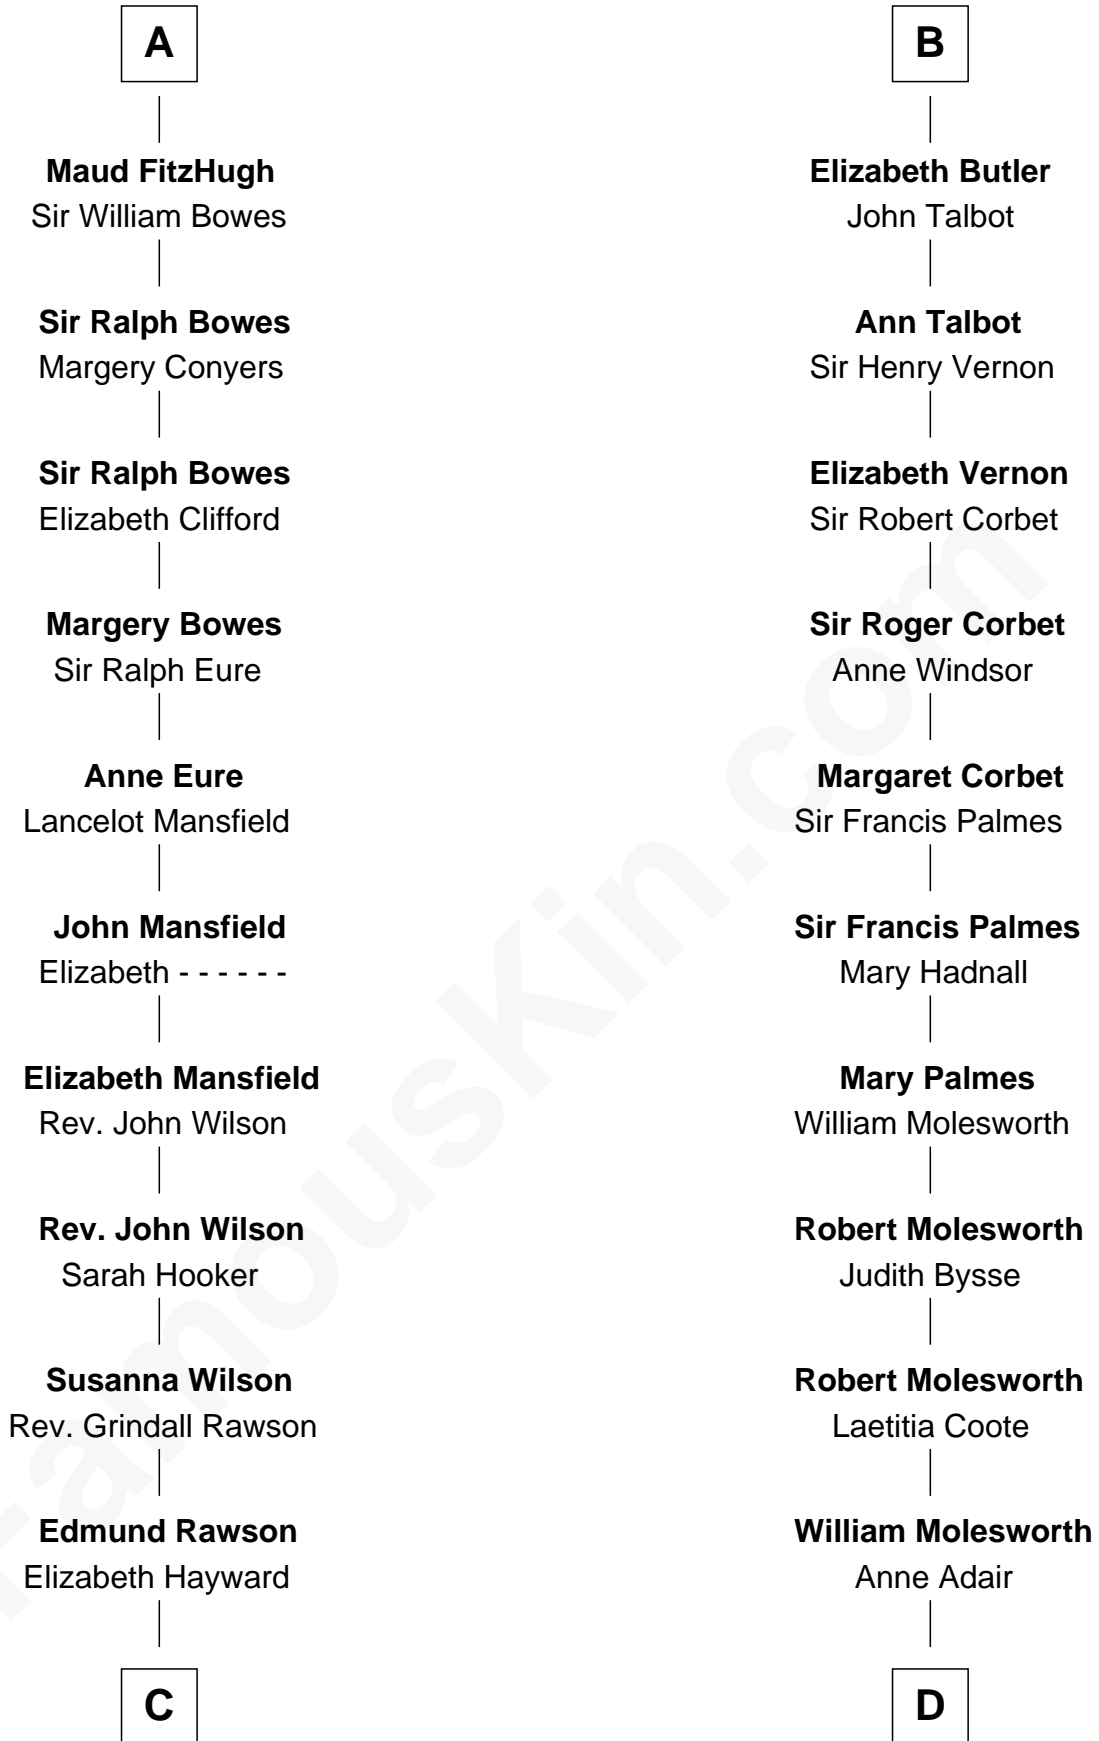 A
Maud FitzHugh
Sir William Bowes
Sir Ralph Bowes
Margery Conyers
Sir Ralph Bowes
Elizabeth Clifford
Margery Bowes
Sir Ralph Eure
Anne Eure
Lancelot Mansfield
John Mansfield
Elizabeth - - - - - -
Elizabeth Mansfield
Rev. John Wilson
Rev. John Wilson
Sarah Hooker
Susanna Wilson
Rev. Grindall Rawson
Edmund Rawson
Elizabeth Hayward
C
B
Elizabeth Butler
John Talbot
Ann Talbot
Sir Henry Vernon
Elizabeth Vernon
Sir Robert Corbet
Sir Roger Corbet
Anne Windsor
Margaret Corbet
Sir Francis Palmes
Sir Francis Palmes
Mary Hadnall
Mary Palmes
William Molesworth
Robert Molesworth
Judith Bysse
Robert Molesworth
Laetitia Coote
William Molesworth
Anne Adair
D
FamousKin.com